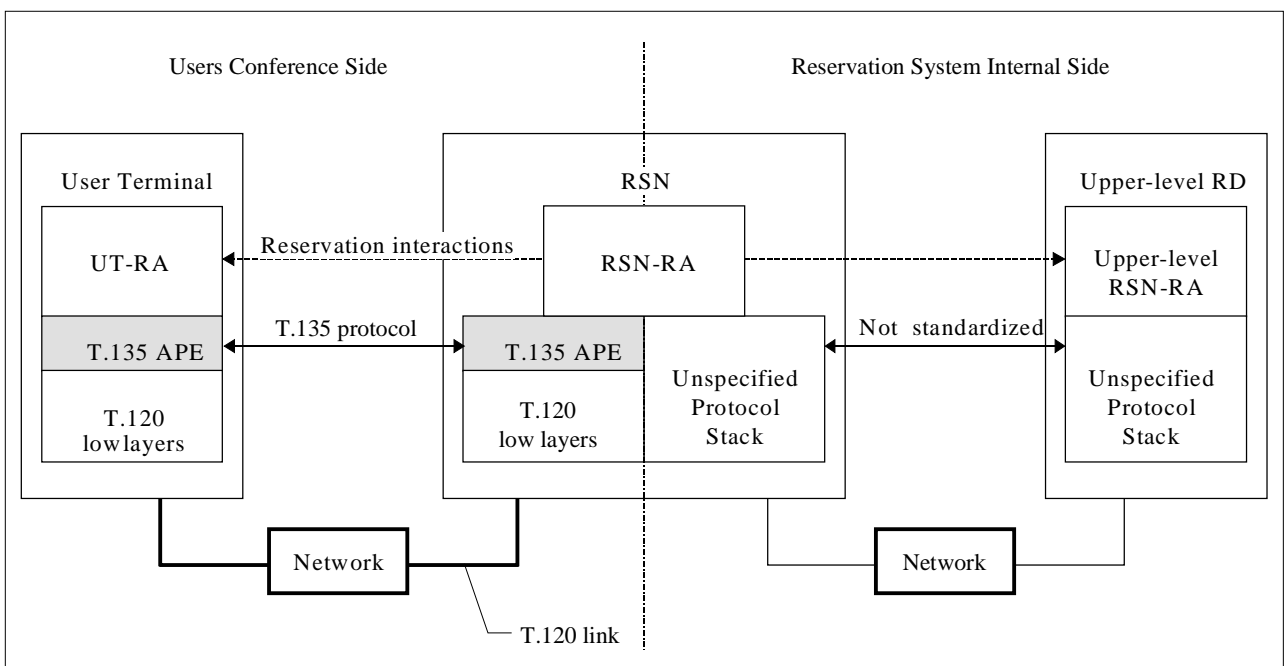 Users Conference Side
Reservation System Internal Side
User Terminal
RSN
Upper-level RD
UT-RA
Reservation interactions
RSN-RA
Upper-level
RSN-RA
T.135 APE
T.135 protocol
T.135 APE
Not standardized
T.120
low layers
T.120
low layers
Unspecified
Protocol
Stack
Unspecified
Protocol
Stack
Network
Network
T.120 link